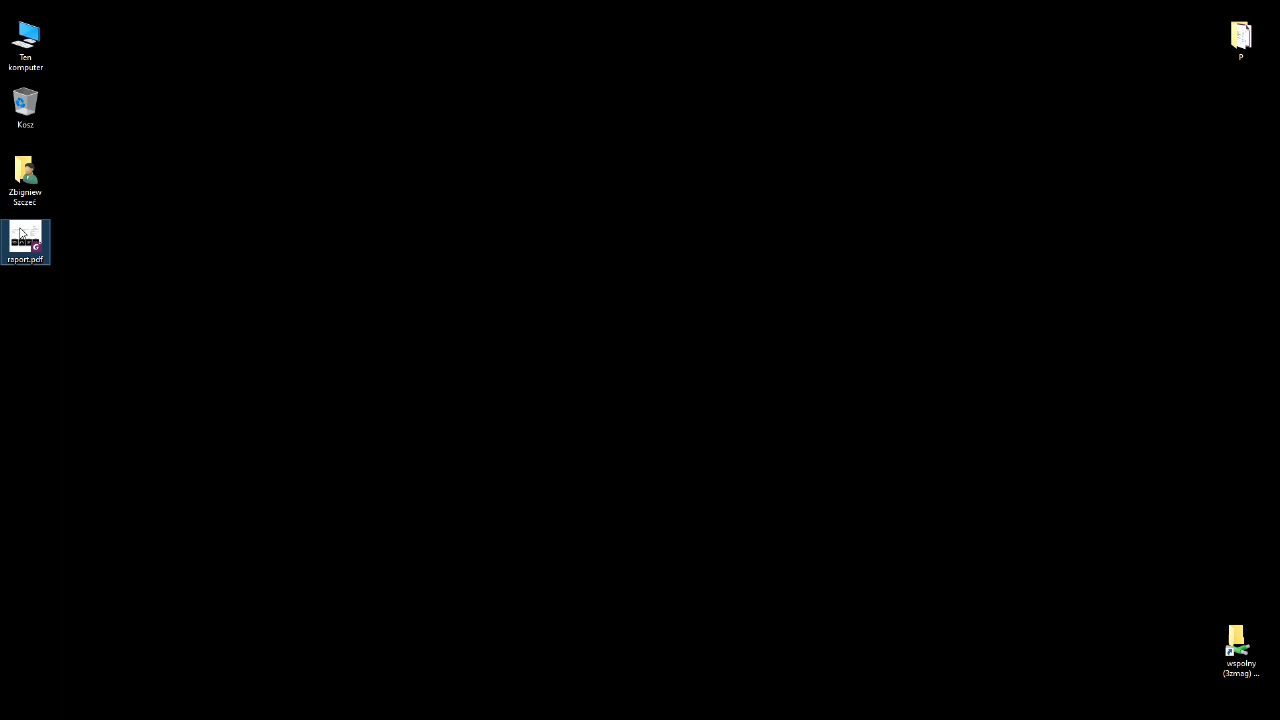 Ten
komputer
Kosz
Zbigniew
Szczeć
raport.pdf
P
wspolny
(3zmag) ...